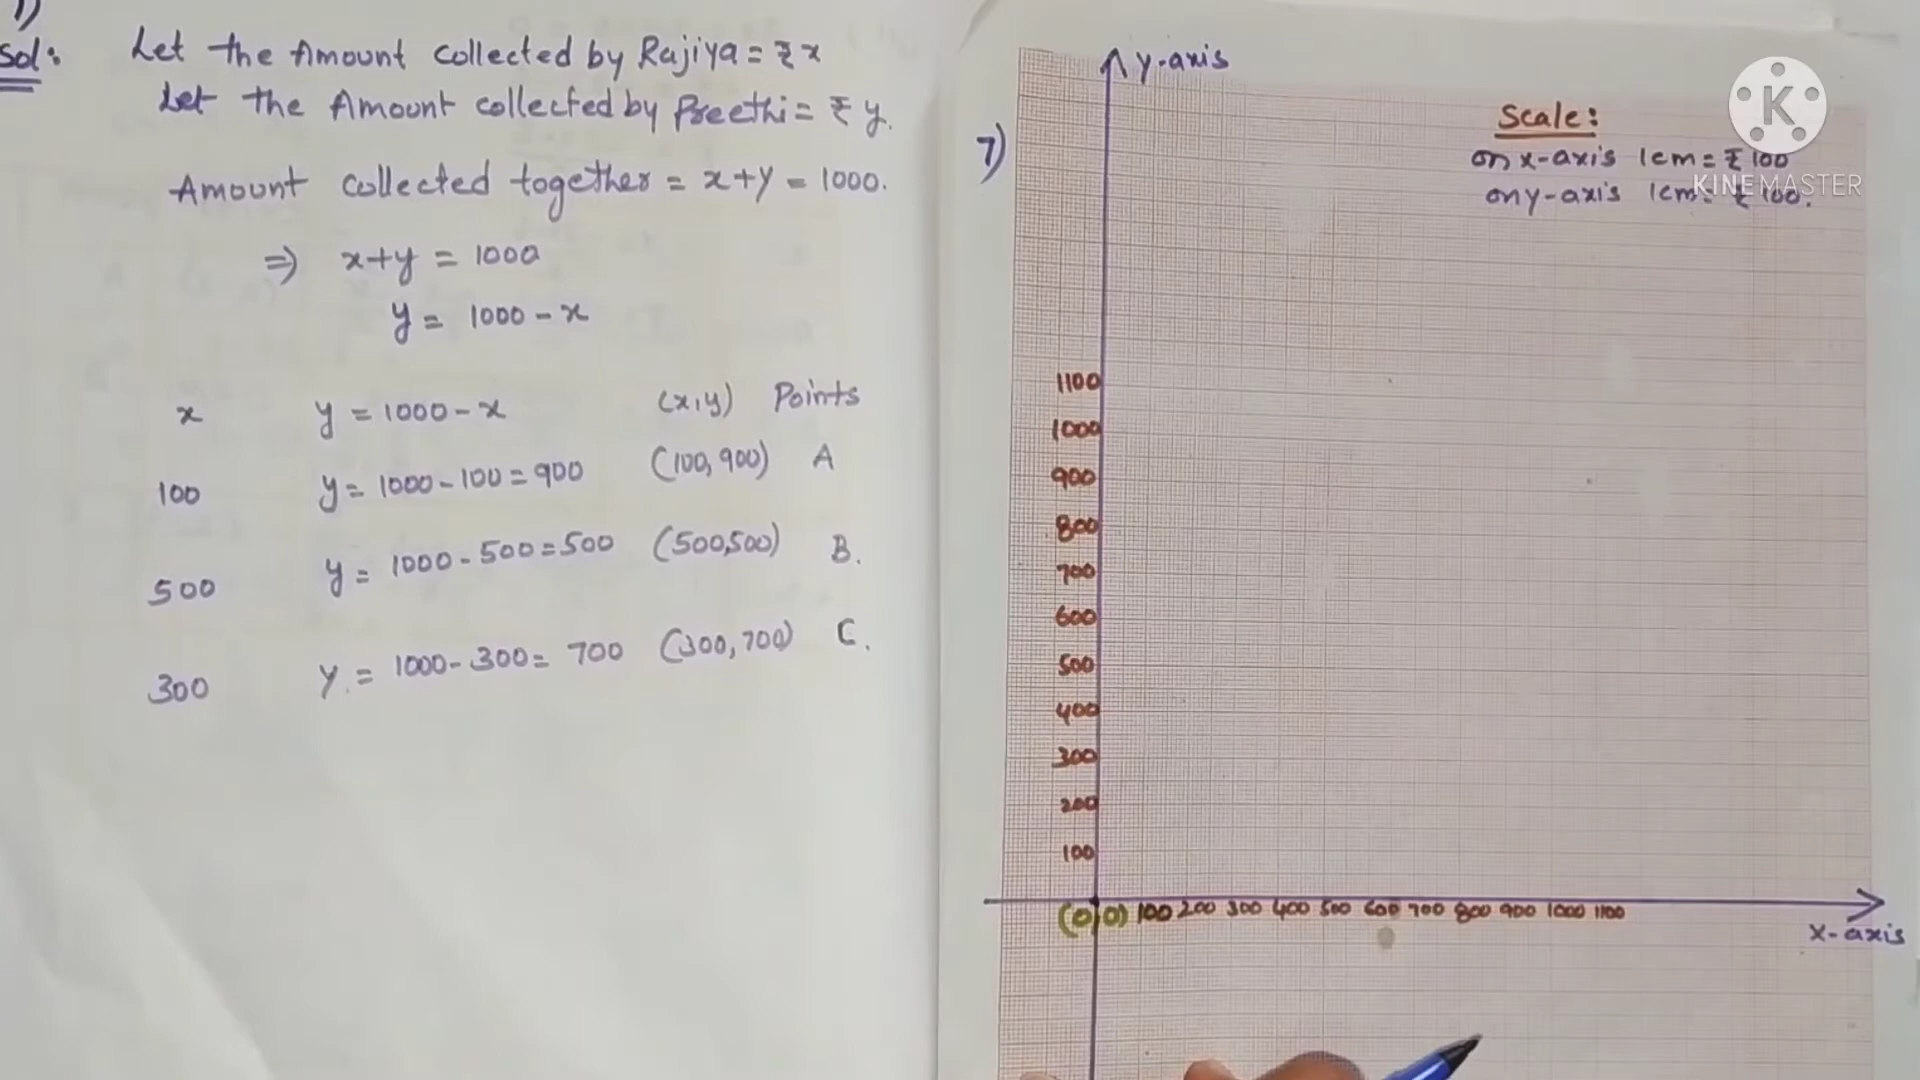 1)
Sol: Let the Amount collected by Rajiya = ₹ x
Let the Amount collected by Preethi = ₹ y.
Amount collected together = x+y = 1000.
⇒ x+y = 1000
y = 1000 - x
x y = 1000 - x (x,y) Points
100 y = 1000 - 100 = 900 (100, 900) A
500 y = 1000 - 500 = 500 (500,500) B.
300 y. = 1000 - 300 = 700 (300, 700) C.
7)
y-axis
Scale:
on x-axis 1cm = ₹ 100
on y-axis 1cm = ₹ 100.
K
KINEMASTER
1100
1000
900
800
700
600
500
400
300
200
100
(0,0) 100 200 300 400 500 600 700 800 900 1000 1100
X-axis